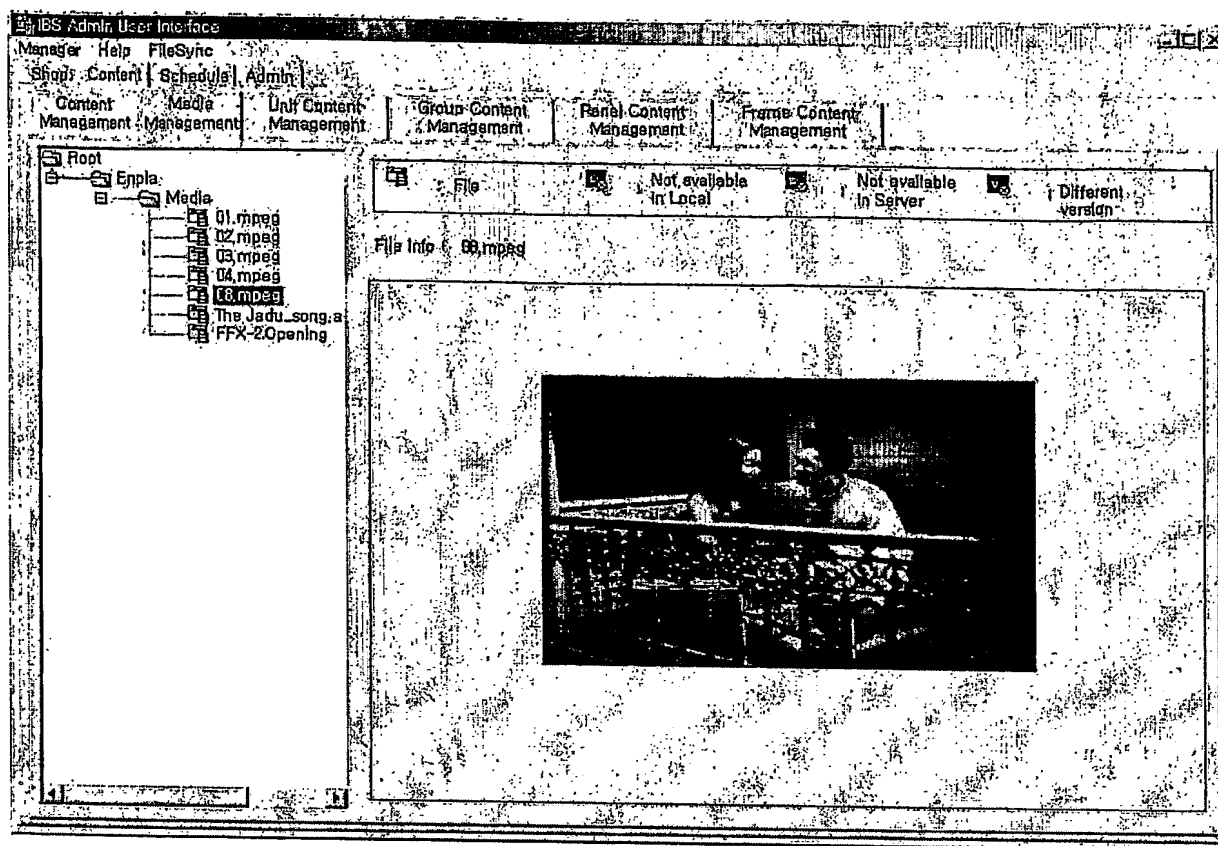 IBS Admin User Interface
Manager Help FileSync
Shops Content Schedule Admin
Content Management
Media Management
Unit Content Management
Group Content Management
Panel Content Management
Frame Content Management
Root
Enpla
Media
01.mpeg
02.mpeg
03.mpeg
04.mpeg
08.mpeg
The Jadu_song.a
FFX-2Opening
File
Not available In Local
Not available In Server
Different version
File Info : 08.mpeg